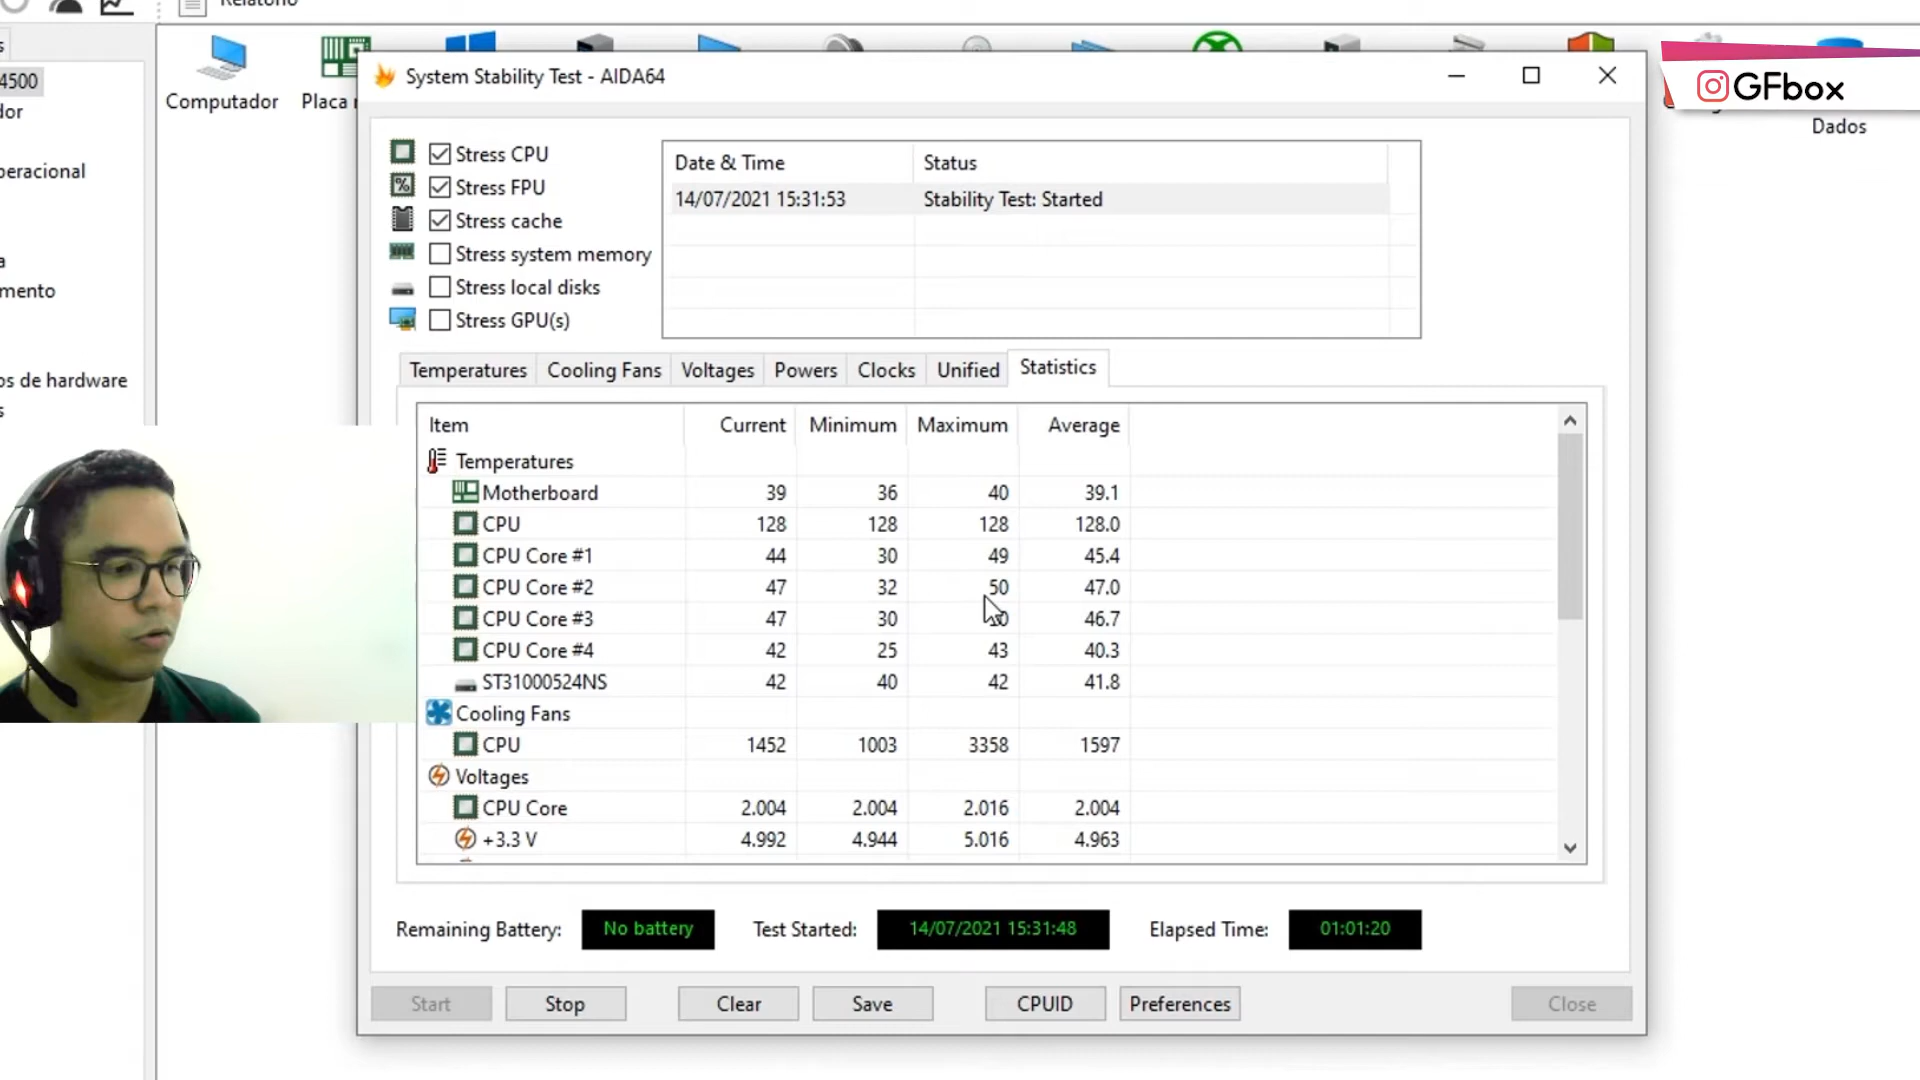 Relatório
4500
Computador
Placa
Dados
GFbox
System Stability Test - AIDA64
Stress CPU
Stress FPU
Stress cache
Stress system memory
Stress local disks
Stress GPU(s)
Date & Time Status
14/07/2021 15:31:53 Stability Test: Started
dor
peracional
mento
os de hardware
Temperatures Cooling Fans Voltages Powers Clocks Unified Statistics
Item Current Minimum Maximum Average
Temperatures
Motherboard 39 36 40 39.1
CPU 128 128 128 128.0
CPU Core #1 44 30 49 45.4
CPU Core #2 47 32 50 47.0
CPU Core #3 47 30 46.7
CPU Core #4 42 25 43 40.3
ST31000524NS 42 40 42 41.8
Cooling Fans
CPU 1452 1003 3358 1597
Voltages
CPU Core 2.004 2.004 2.016 2.004
+3.3 V 4.992 4.944 5.016 4.963
Remaining Battery: No battery Test Started: 14/07/2021 15:31:48 Elapsed Time: 01:01:20
Start Stop Clear Save CPUID Preferences Close